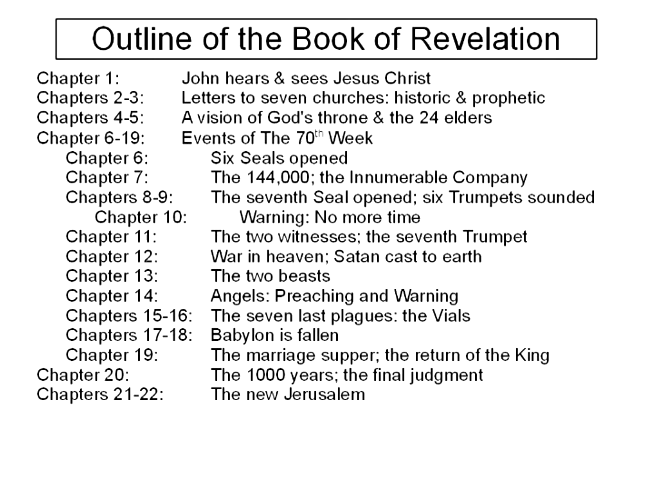 Outline of the Book of Revelation
Chapter 1: John hears & sees Jesus Christ
Chapters 2-3: Letters to seven churches: historic & prophetic
Chapters 4-5: A vision of God's throne & the 24 elders
Chapter 6-19: Events of The 70th Week
Chapter 6: Six Seals opened
Chapter 7: The 144,000; the Innumerable Company
Chapters 8-9: The seventh Seal opened; six Trumpets sounded
Chapter 10: Warning: No more time
Chapter 11: The two witnesses; the seventh Trumpet
Chapter 12: War in heaven; Satan cast to earth
Chapter 13: The two beasts
Chapter 14: Angels: Preaching and Warning
Chapters 15-16: The seven last plagues: the Vials
Chapters 17-18: Babylon is fallen
Chapter 19: The marriage supper; the return of the King
Chapter 20: The 1000 years; the final judgment
Chapters 21-22: The new Jerusalem